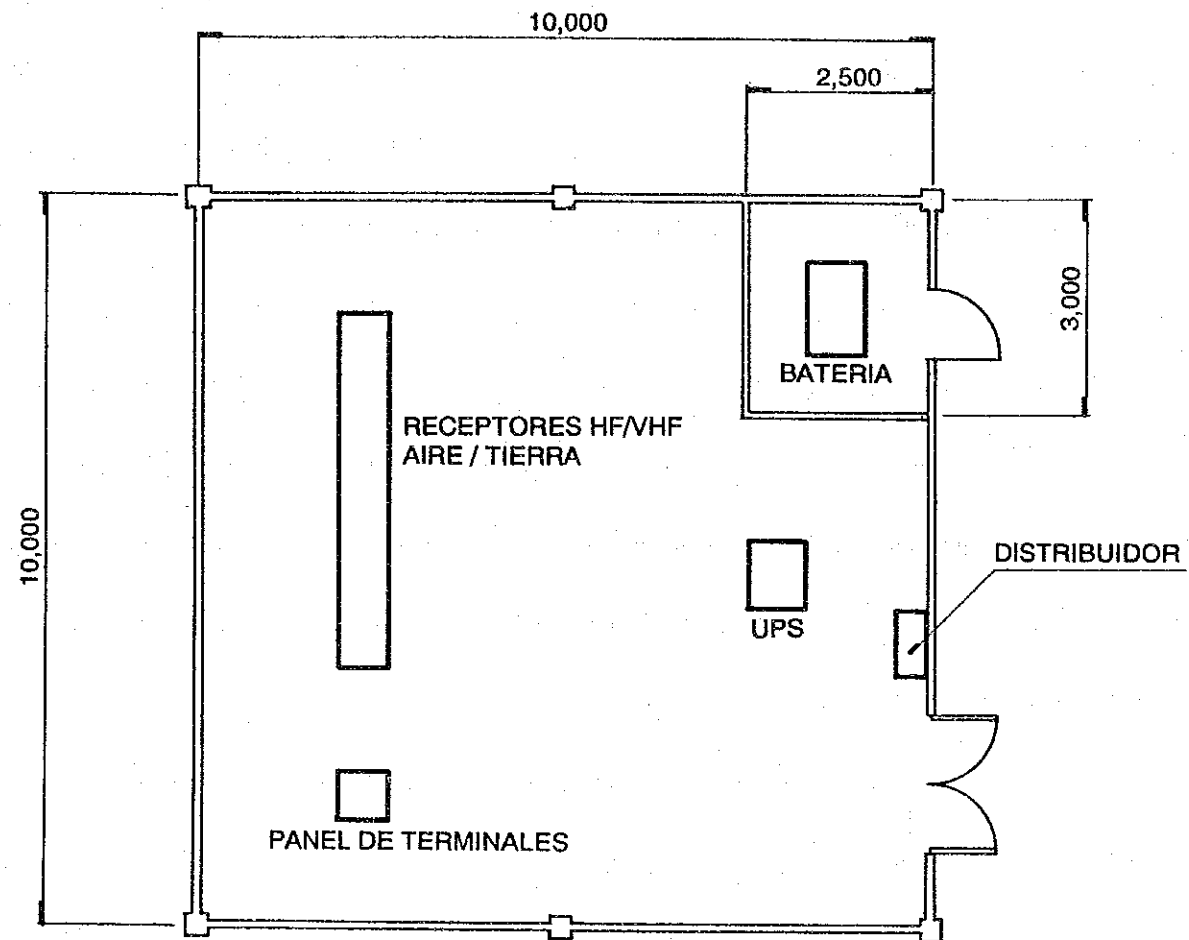 10,000
2,500
3,000
BATERIA
RECEPTORES HF/VHF
AIRE / TIERRA
10,000
DISTRIBUIDOR
UPS
PANEL DE TERMINALES